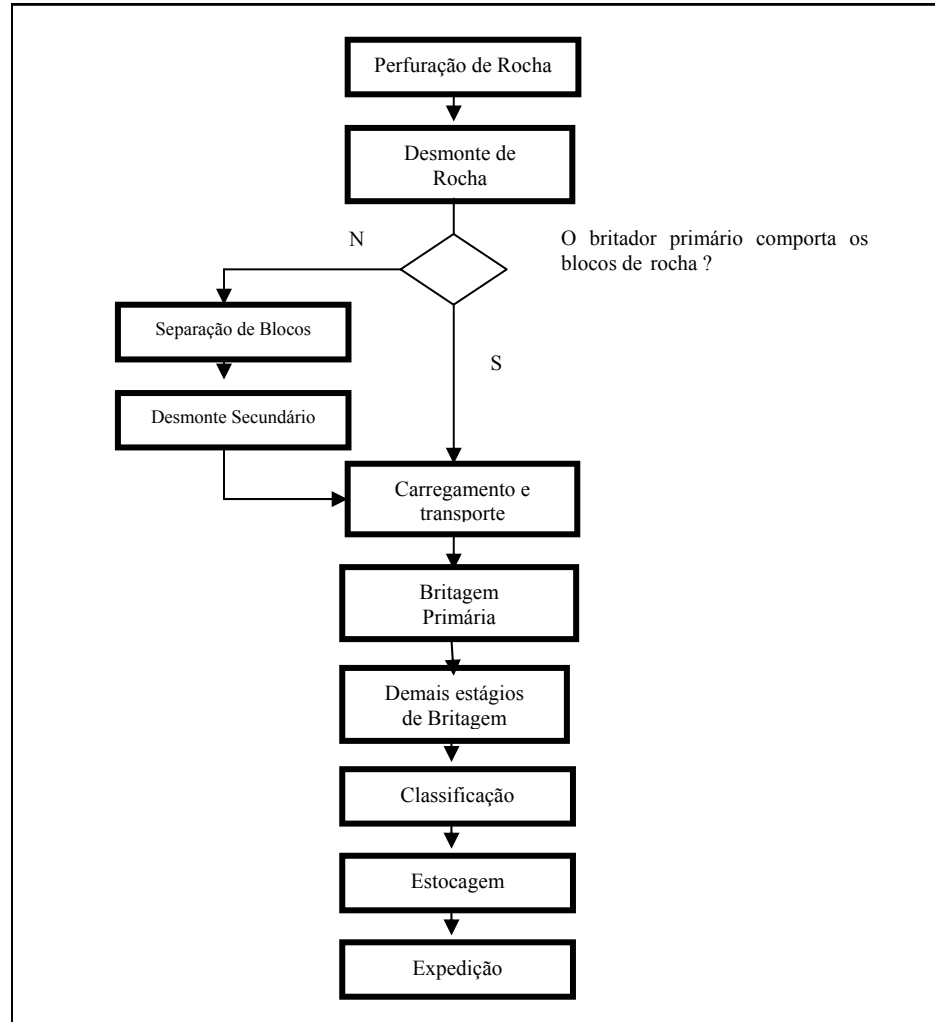 Perfuração de Rocha
Desmonte de
Rocha
N
O britador primário comporta os
blocos de rocha ?
Separação de Blocos
S
Desmonte Secundário
Carregamento e
transporte
Britagem
Primária
Demais estágios
de Britagem
Classificação
Estocagem
Expedição